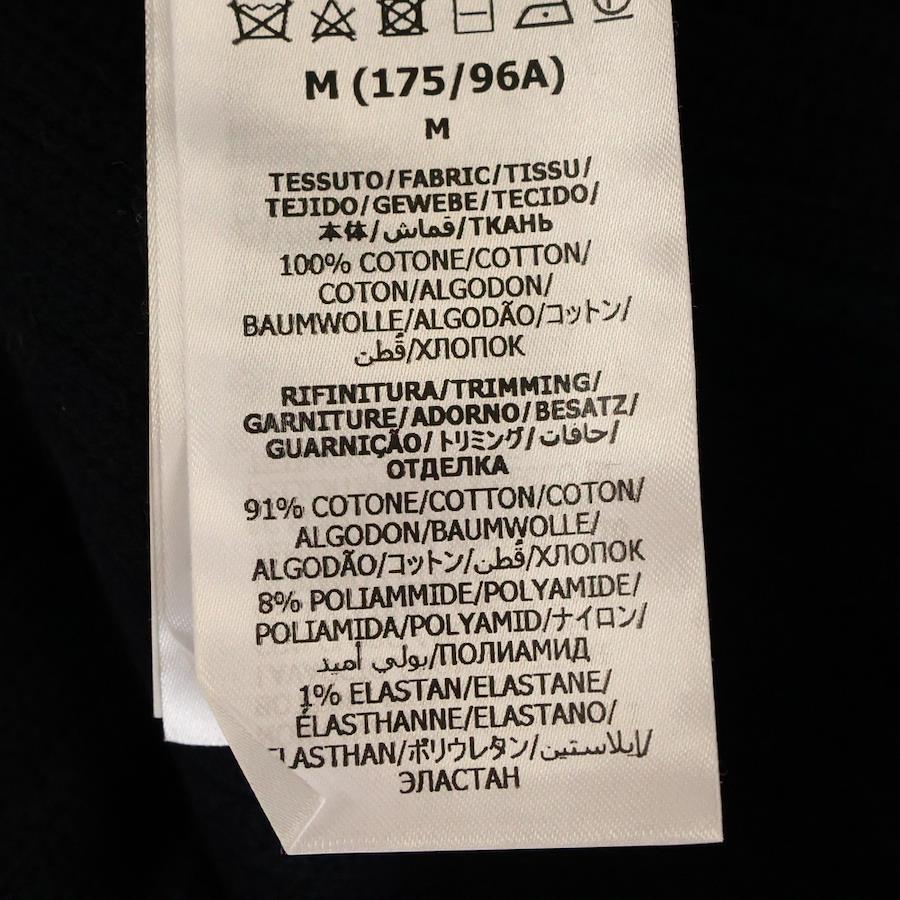 M (175/96A)
M
TESSUTO/FABRIC/TISSU/
TEJIDO/GEWEBE/TECIDO/
本体/قماش/ТКАНЬ
100% COTONE/COTTON/
COTON/ALGODON/
BAUMWOLLE/ALGODÃO/コットン/
قُطن/ХЛОПОК
RIFINITURA/TRIMMING/
GARNITURE/ADORNO/BESATZ/
GUARNIÇÃO/トリミング/حافات/
ОТДЕЛКА
91% COTONE/COTTON/COTON/
ALGODON/BAUMWOLLE/
ALGODÃO/コットン/قُطن/ХЛОПОК
8% POLIAMMIDE/POLYAMIDE/
POLIAMIDA/POLYAMID/ナイロン/
بولي أميد/ПОЛИАМИД
1% ELASTAN/ELASTANE/
ÉLASTHANNE/ELASTANO/
LASTHAN/ポリウレタン/إيلاستين/
ЭЛАСТАН